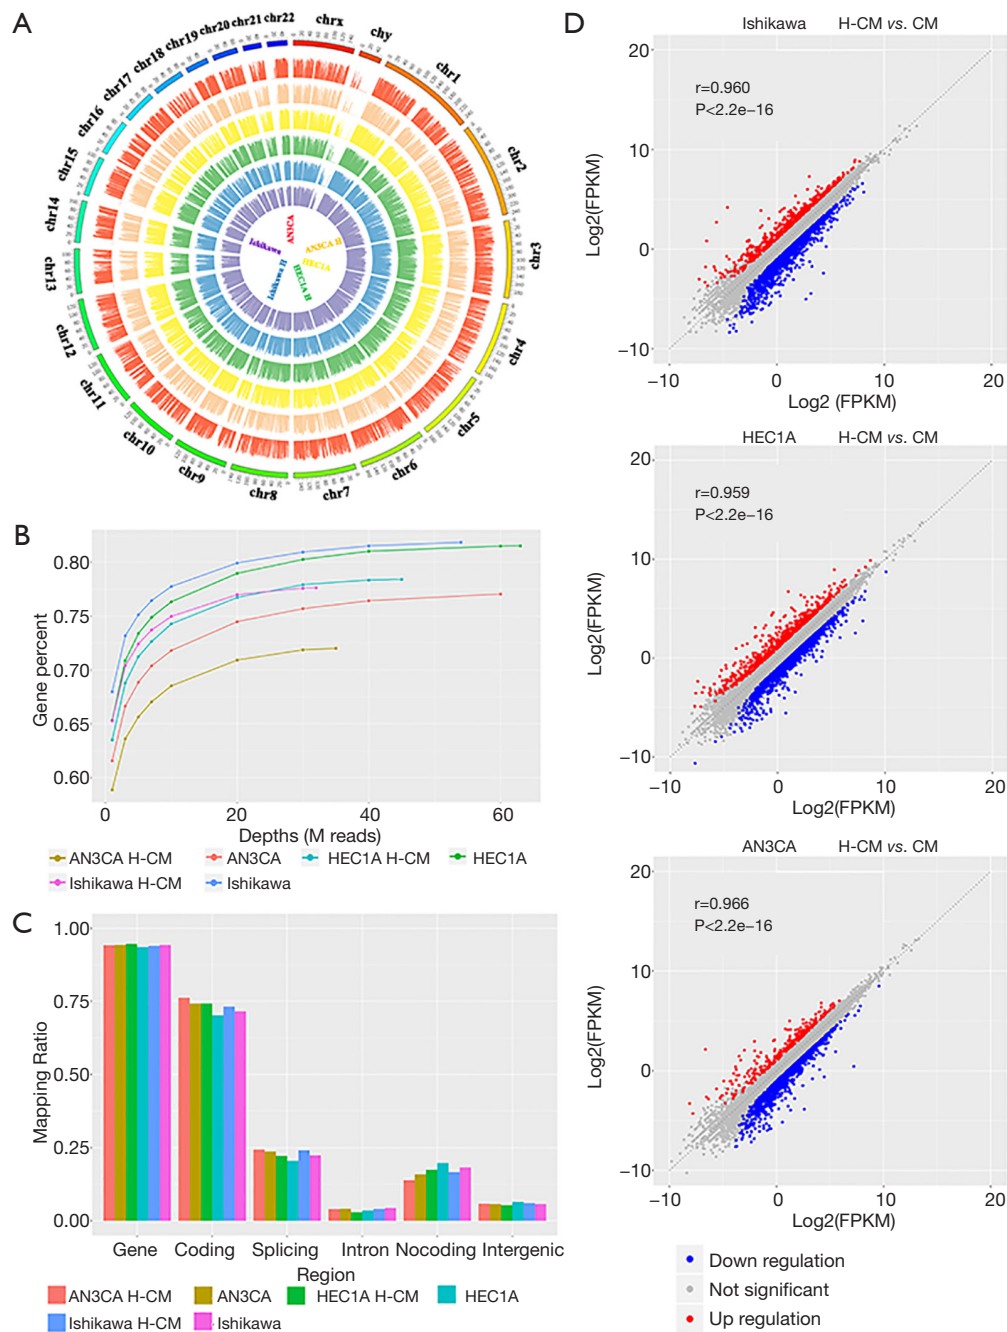 A
chr22
chr21
chr20
chr19
chr18
chr17
chr16
chr15
chr14
chr13
chr12
chr11
chr10
chr9
chr8
chr7
chr6
chr5
chr4
chr3
chr2
chr1
chy
chrx
AN3CA
AN3CA H
HEC1A
HEC1A H
Ishikawa H
Ishikawa
B
Gene percent
0.80
0.75
0.70
0.65
0.60
0 20 40 60
Depths (M reads)
AN3CA H-CM AN3CA HEC1A H-CM HEC1A
Ishikawa H-CM Ishikawa
C
Mapping Ratio
1.00
0.75
0.50
0.25
0.00
Gene Coding Splicing Intron Nocoding Intergenic
Region
AN3CA H-CM AN3CA HEC1A H-CM HEC1A
Ishikawa H-CM Ishikawa
D
Ishikawa H-CM vs. CM
r=0.960
P<2.2e−16
Log2(FPKM)
20
10
0
−10
−10 0 10 20
Log2 (FPKM)
HEC1A H-CM vs. CM
r=0.959
P<2.2e−16
Log2(FPKM)
20
10
0
−10
−10 0 10 20
Log2(FPKM)
AN3CA H-CM vs. CM
r=0.966
P<2.2e−16
Log2(FPKM)
20
10
0
−10
−10 0 10 20
Log2(FPKM)
Down regulation
Not significant
Up regulation